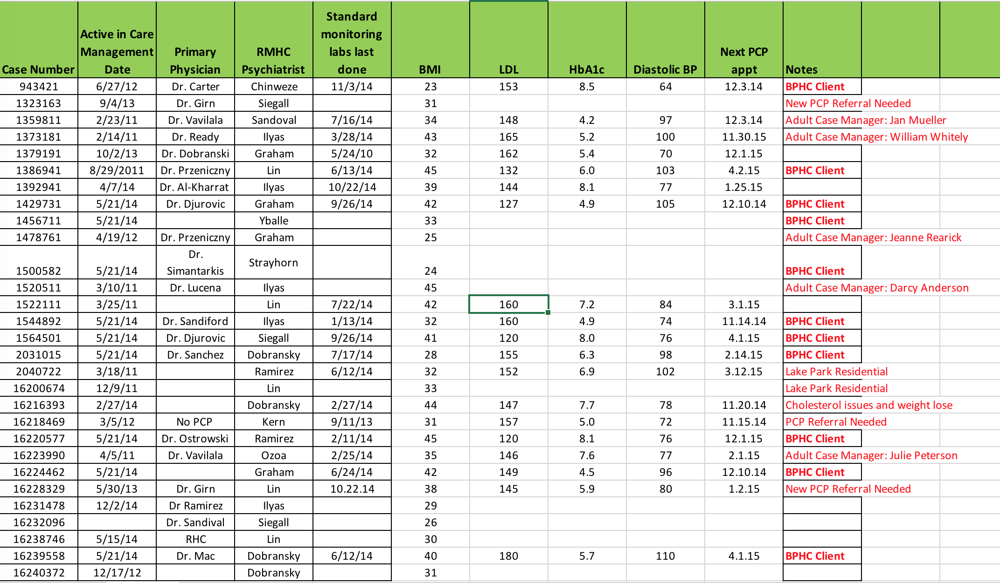 Case Number Active in Care Management Date Primary Physician RMHC Psychiatrist Standard monitoring labs last done BMI LDL HbA1c Diastolic BP Next PCP appt Notes
943421 6/27/12 Dr. Carter Chinweze 11/3/14 23 153 8.5 64 12.3.14 BPHC Client
1323163 9/4/13 Dr. Girn Siegall 31 New PCP Referral Needed
1359811 2/23/11 Dr. Vavilala Sandoval 7/16/14 34 148 4.2 97 12.3.14 Adult Case Manager: Jan Mueller
1373181 2/14/11 Dr. Ready Ilyas 3/28/14 43 165 5.2 100 11.30.15 Adult Case Manager: William Whitely
1379191 10/2/13 Dr. Dobranski Graham 5/24/10 32 162 5.4 70 12.1.15
1386941 8/29/2011 Dr. Przeniczny Lin 6/13/14 45 132 6.0 103 4.2.15 BPHC Client
1392941 4/7/14 Dr. Al-Kharrat Ilyas 10/22/14 39 144 8.1 77 1.25.15
1429731 5/21/14 Dr. Djurovic Graham 9/26/14 42 127 4.9 105 12.10.14 BPHC Client
1456711 5/21/14 Yballe 33 BPHC Client
1478761 4/19/12 Dr. Przeniczny Graham 25 Adult Case Manager: Jeanne Rearick
1500582 5/21/14 Dr. Simantarkis Strayhorn 24 BPHC Client
1520511 3/10/11 Dr. Lucena Ilyas 45 Adult Case Manager: Darcy Anderson
1522111 3/25/11 Lin 7/22/14 42 160 7.2 84 3.1.15
1544892 5/21/14 Dr. Sandiford Ilyas 1/13/14 32 160 4.9 74 11.14.14 BPHC Client
1564501 5/21/14 Dr. Djurovic Siegall 9/26/14 41 120 8.0 76 4.1.15 BPHC Client
2031015 5/21/14 Dr. Sanchez Dobransky 7/17/14 28 155 6.3 98 2.14.15 BPHC Client
2040722 3/18/11 Ramirez 6/12/14 32 152 6.9 102 3.12.15 Lake Park Residential
16200674 12/9/11 Lin 33 Lake Park Residential
16216393 2/27/14 Dobransky 2/27/14 44 147 7.7 78 11.20.14 Cholesterol issues and weight lose
16218469 3/5/12 No PCP Kern 9/11/13 31 157 5.0 72 11.15.14 PCP Referral Needed
16220577 5/21/14 Dr. Ostrowski Ramirez 2/11/14 45 120 8.1 76 12.1.15 BPHC Client
16223990 4/5/11 Dr. Vavilala Ozoa 2/25/14 35 146 7.6 77 2.1.15 Adult Case Manager: Julie Peterson
16224462 5/21/14 Graham 6/24/14 42 149 4.5 96 12.10.14 BPHC Client
16228329 5/30/13 Dr. Girn Lin 10.22.14 38 145 5.9 80 1.2.15 New PCP Referral Needed
16231478 12/2/14 Dr Ramirez Ilyas 29
16232096 Dr. Sandival Siegall 26
16238746 5/15/14 RHC Lin 30
16239558 5/21/14 Dr. Mac Dobransky 6/12/14 40 180 5.7 110 4.1.15 BPHC Client
16240372 12/17/12 Dobransky 31